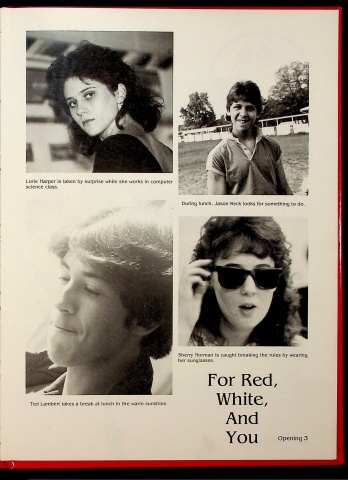 Lorie Harper is taken by surprise while she works in computer
science class.
During lunch, Jason Reck looks for something to do.
Sherry Horman is caught breaking the rules by wearing
her sunglasses.
Ted Lambert takes a break at lunch in the warm sunshine.
For Red,
White,
And
You
Opening 3